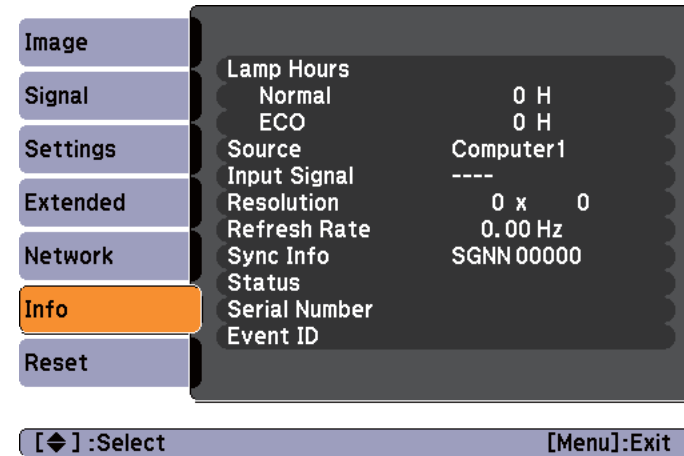 Image
Signal
Settings
Extended
Network
Info
Reset
Lamp Hours
Normal 0 H
ECO 0 H
Source Computer1
Input Signal ----
Resolution 0 x 0
Refresh Rate 0.00 Hz
Sync Info SGNN 00000
Status
Serial Number
Event ID
[◆] :Select [Menu]:Exit